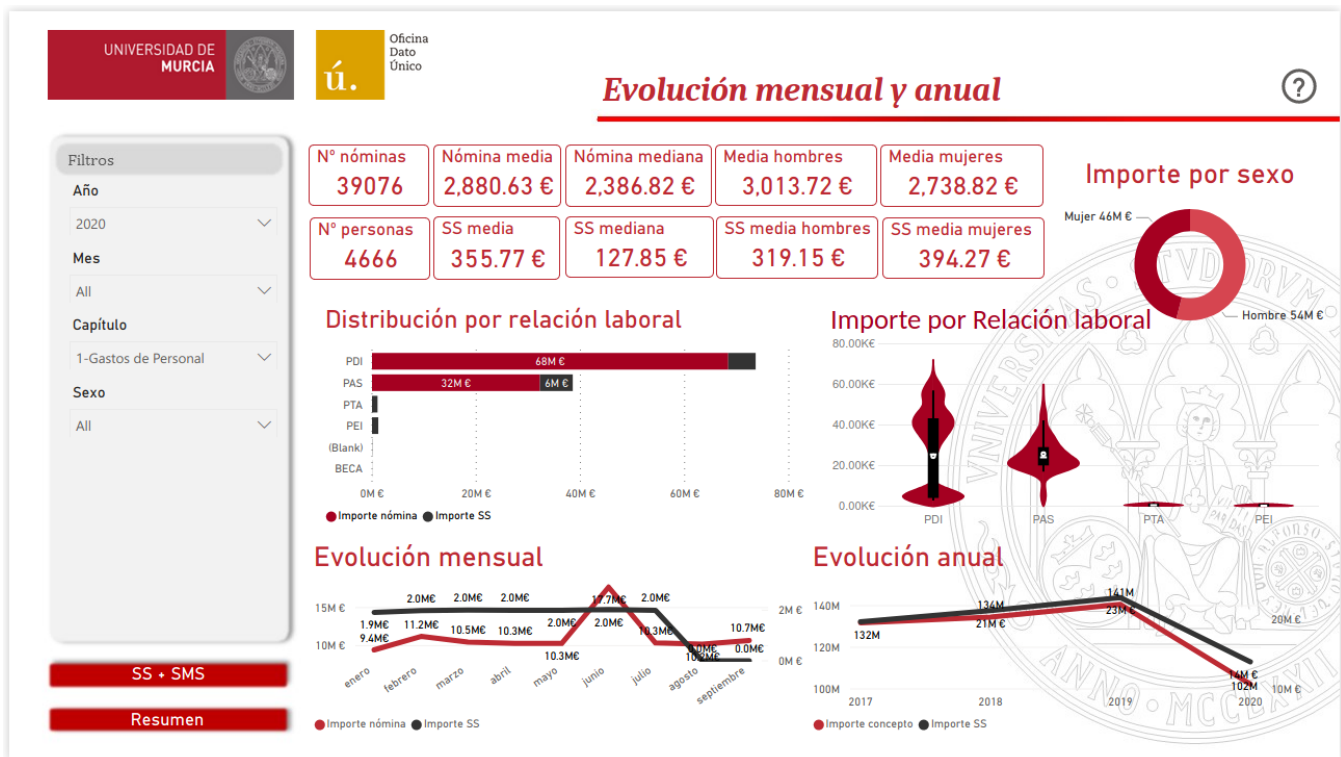 UNIVERSIDAD DE
MURCIA
ú.
Oficina
Dato
Único
Evolución mensual y anual
?
Filtros
Año
2020
Mes
All
Capítulo
1-Gastos de Personal
Sexo
All
SS + SMS
Resumen
Nº nóminas
39076
Nómina media
2,880.63 €
Nómina mediana
2,386.82 €
Media hombres
3,013.72 €
Media mujeres
2,738.82 €
Nº personas
4666
SS media
355.77 €
SS mediana
127.85 €
SS media hombres
319.15 €
SS media mujeres
394.27 €
Importe por sexo
Mujer 46M €
Hombre 54M €
Distribución por relación laboral
PDI
68M €
PAS
32M €
6M €
PTA
PEI
(Blank)
BECA
0M €
20M €
40M €
60M €
80M €
Importe nómina
Importe SS
Importe por Relación laboral
80.00K€
60.00K€
40.00K€
20.00K€
0.00K€
PDI
PAS
PTA
PEI
Evolución mensual
15M €
10M €
1.9M€
2.0M€
2.0M€
2.0M€
2.0M€
2.0M€
2.0M€
0.0M€
0.0M€
9.4M€
11.2M€
10.5M€
10.3M€
10.3M€
17.7M€
10.3M€
10.7M€
2M €
0M €
enero
febrero
marzo
abril
mayo
junio
julio
agosto
septiembre
Importe nómina
Importe SS
Evolución anual
140M
120M
100M
132M
134M
21M €
141M
23M €
14M €
102M
20M €
10M €
2017
2018
2019
2020
Importe concepto
Importe SS
ANNO MCCLXXII